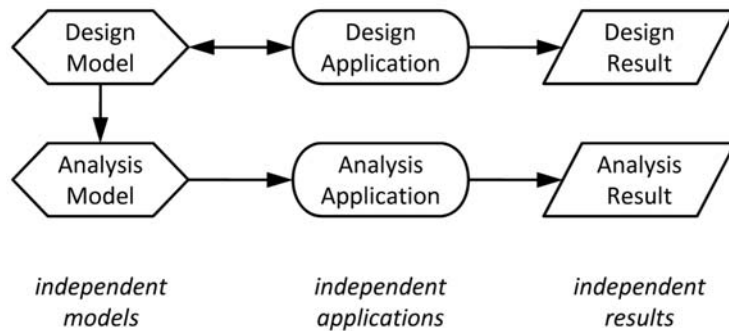 Design
Model
Design
Application
Design
Result
Analysis
Model
Analysis
Application
Analysis
Result
independent
models
independent
applications
independent
results